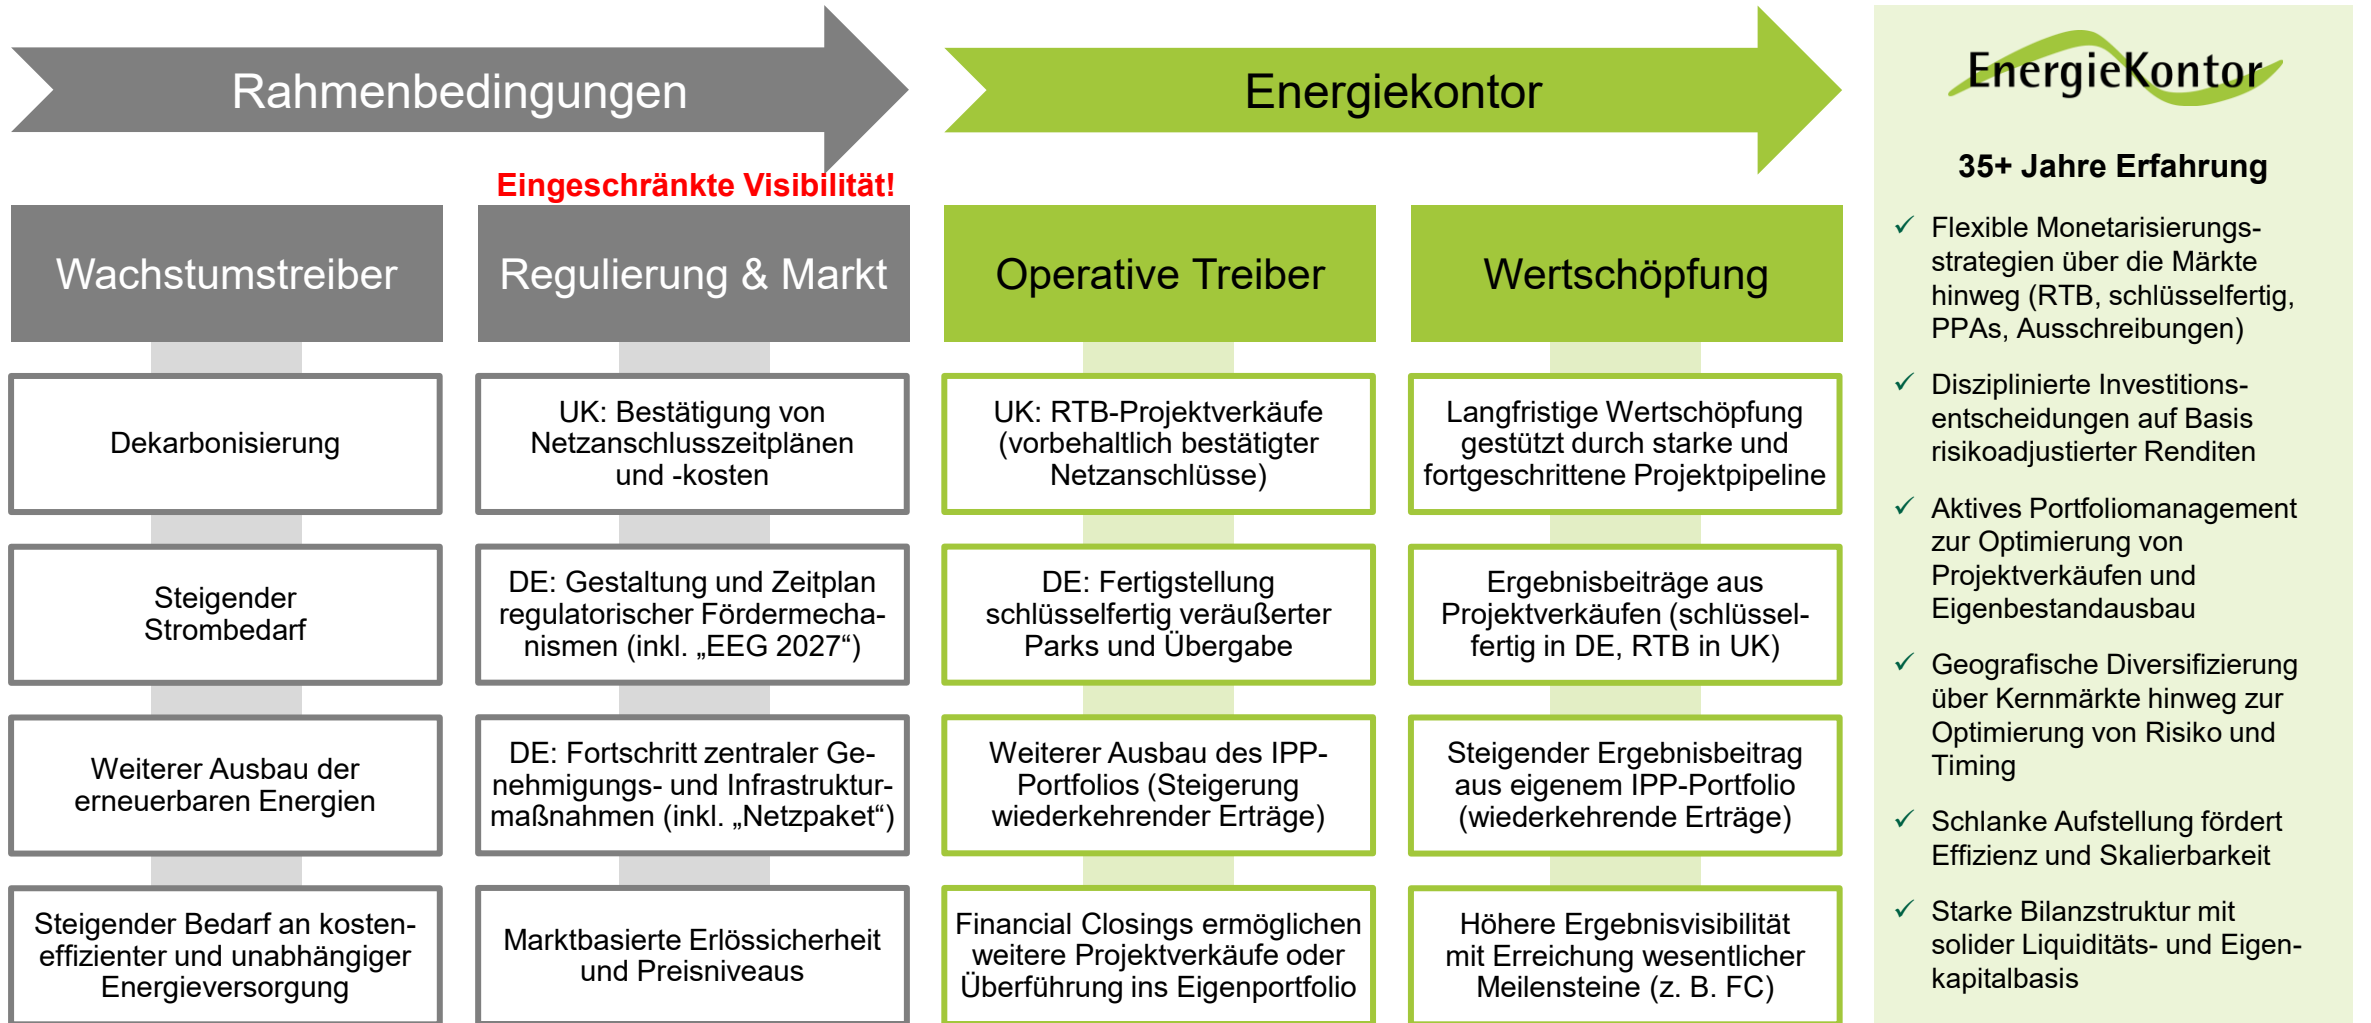 Rahmenbedingungen
Energiekontor
Eingeschränkte Visibilität!
Wachstumstreiber
Dekarbonisierung
Steigender
Strombedarf
Weiterer Ausbau der
erneuerbaren Energien
Steigender Bedarf an kosten-
effizienter und unabhängiger
Energieversorgung
Regulierung & Markt
UK: Bestätigung von
Netzanschlusszeitplänen
und -kosten
DE: Gestaltung und Zeitplan
regulatorischer Fördermecha-
nismen (inkl. „EEG 2027“)
DE: Fortschritt zentraler Ge-
nehmigungs- und Infrastruktur-
maßnahmen (inkl. „Netzpaket“)
Marktbasierte Erlössicherheit
und Preisniveaus
Operative Treiber
UK: RTB-Projektverkäufe
(vorbehaltlich bestätigter
Netzanschlüsse)
DE: Fertigstellung
schlüsselfertig veräußerter
Parks und Übergabe
Weiterer Ausbau des IPP-
Portfolios (Steigerung
wiederkehrender Erträge)
Financial Closings ermöglichen
weitere Projektverkäufe oder
Überführung ins Eigenportfolio
Wertschöpfung
Langfristige Wertschöpfung
gestützt durch starke und
fortgeschrittene Projektpipeline
Ergebnisbeiträge aus
Projektverkäufen (schlüssel-
fertig in DE, RTB in UK)
Steigender Ergebnisbeitrag
aus eigenem IPP-Portfolio
(wiederkehrende Erträge)
Höhere Ergebnisvisibilität
mit Erreichung wesentlicher
Meilensteine (z. B. FC)
EnergieKontor
35+ Jahre Erfahrung
✓ Flexible Monetarisierungs-
strategien über die Märkte
hinweg (RTB, schlüsselfertig,
PPAs, Ausschreibungen)
✓ Disziplinierte Investitions-
entscheidungen auf Basis
risikoadjustierter Renditen
✓ Aktives Portfoliomanagement
zur Optimierung von
Projektverkäufen und
Eigenbestandausbau
✓ Geografische Diversifizierung
über Kernmärkte hinweg zur
Optimierung von Risiko und
Timing
✓ Schlanke Aufstellung fördert
Effizienz und Skalierbarkeit
✓ Starke Bilanzstruktur mit
solider Liquiditäts- und Eigen-
kapitalbasis